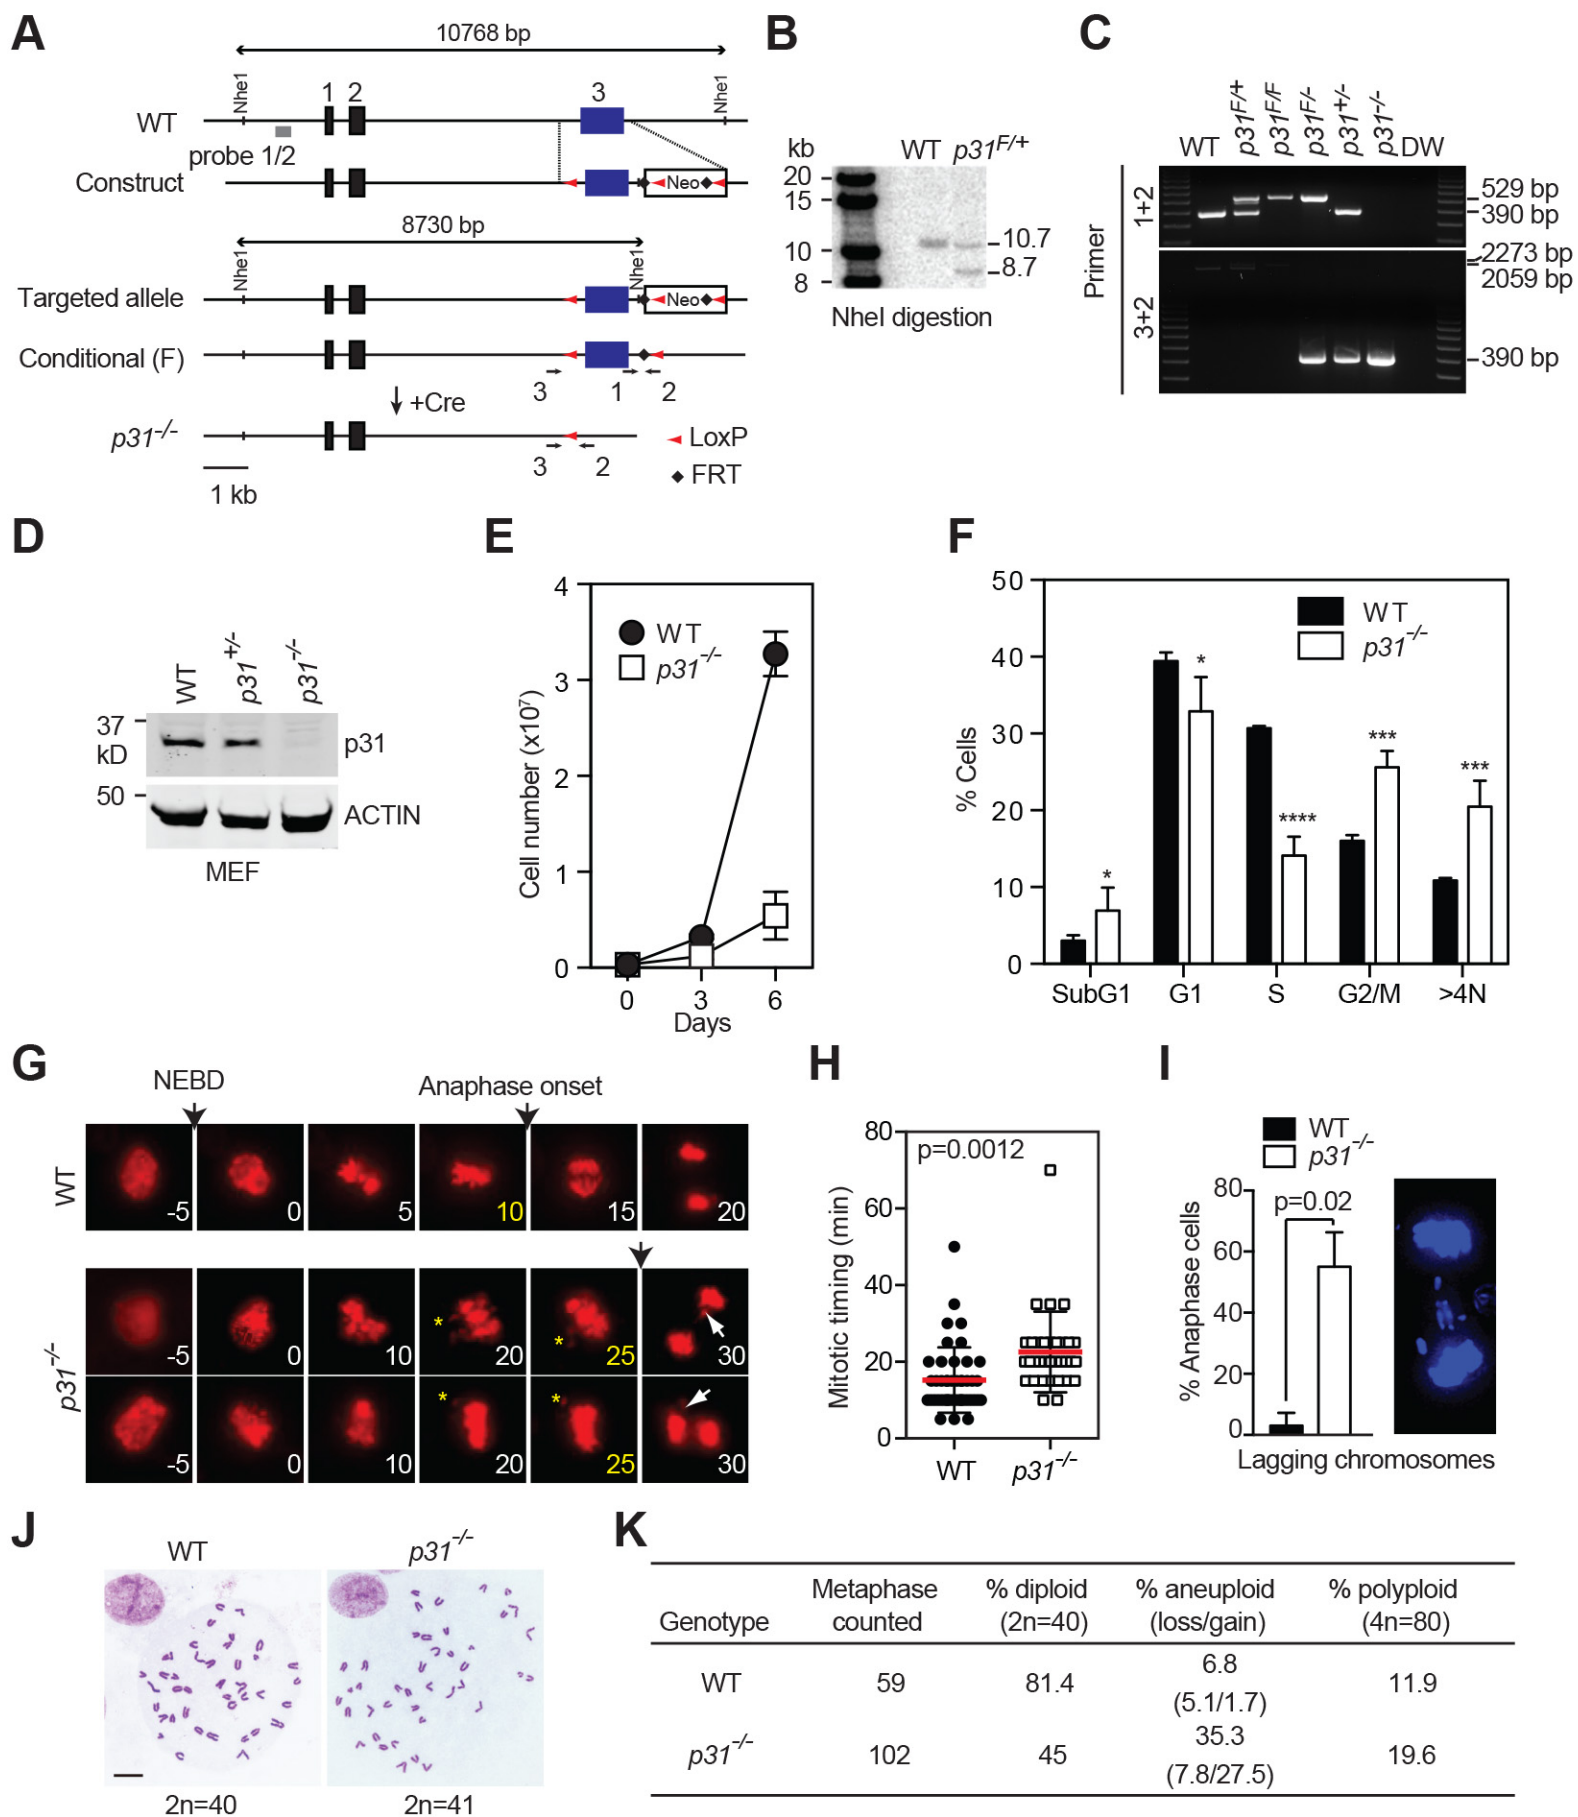 A
10768 bp
Nhe1
Nhe1
1 2 3
WT
probe 1/2
Construct
Neo
8730 bp
Nhe1
Nhe1
Targeted allele
Neo
Conditional (F)
3 1 2
+Cre
p31-/-
3 2
LoxP
FRT
1 kb
B
kb WT p31F/+
20
15
10
8
10.7
8.7
NheI digestion
C
WT p31F/+ p31F/F p31F/- p31+/- p31-/- DW
Primer
1+2
3+2
529 bp
390 bp
2273 bp
2059 bp
390 bp
D
WT p31+/- p31-/-
37
kD
p31
50
ACTIN
MEF
E
Cell number (x10⁷)
4
3
2
1
0
WT
p31-/-
0 3 6
Days
F
% Cells
50
40
30
20
10
0
WT
p31-/-
* * **** *** ***
SubG1 G1 S G2/M >4N
G
NEBD Anaphase onset
WT
-5 0 5 10 15 20
p31-/-
* *
-5 0 10 20 25 30
* *
-5 0 10 20 25 30
H
Mitotic timing (min)
80
60
40
20
0
p=0.0012
WT p31-/-
I
WT
p31-/-
% Anaphase cells
80
60
40
20
0
p=0.02
Lagging chromosomes
J
WT p31-/-
2n=40 2n=41
K
Genotype Metaphase counted % diploid (2n=40) % aneuploid (loss/gain) % polyploid (4n=80)
WT 59 81.4 6.8 (5.1/1.7) 11.9
p31-/- 102 45 35.3 (7.8/27.5) 19.6